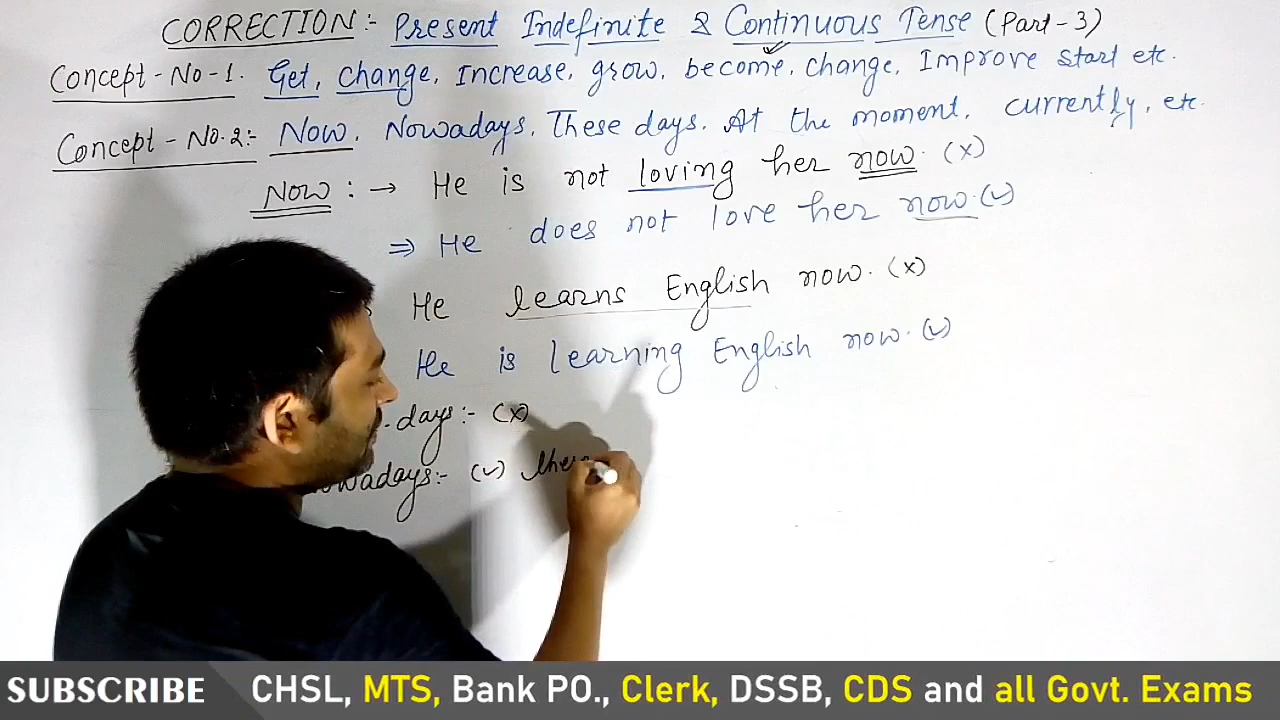 CORRECTION:- Present Indefinite & Continuous Tense (Part-3)
Concept-No-1. Get, change, Increase, grow, become, change, Improve start etc.
Concept-No.2:- Now, Nowadays, These days, At the moment, currently, etc.
Now:→ He is not loving her now. (x)
⇒ He does not love her now. (✓)
He learns English now. (x)
He is learning English now. (✓)
days:- (x)
(✓)
SUBSCRIBE CHSL, MTS, Bank PO., Clerk, DSSB, CDS and all Govt. Exams